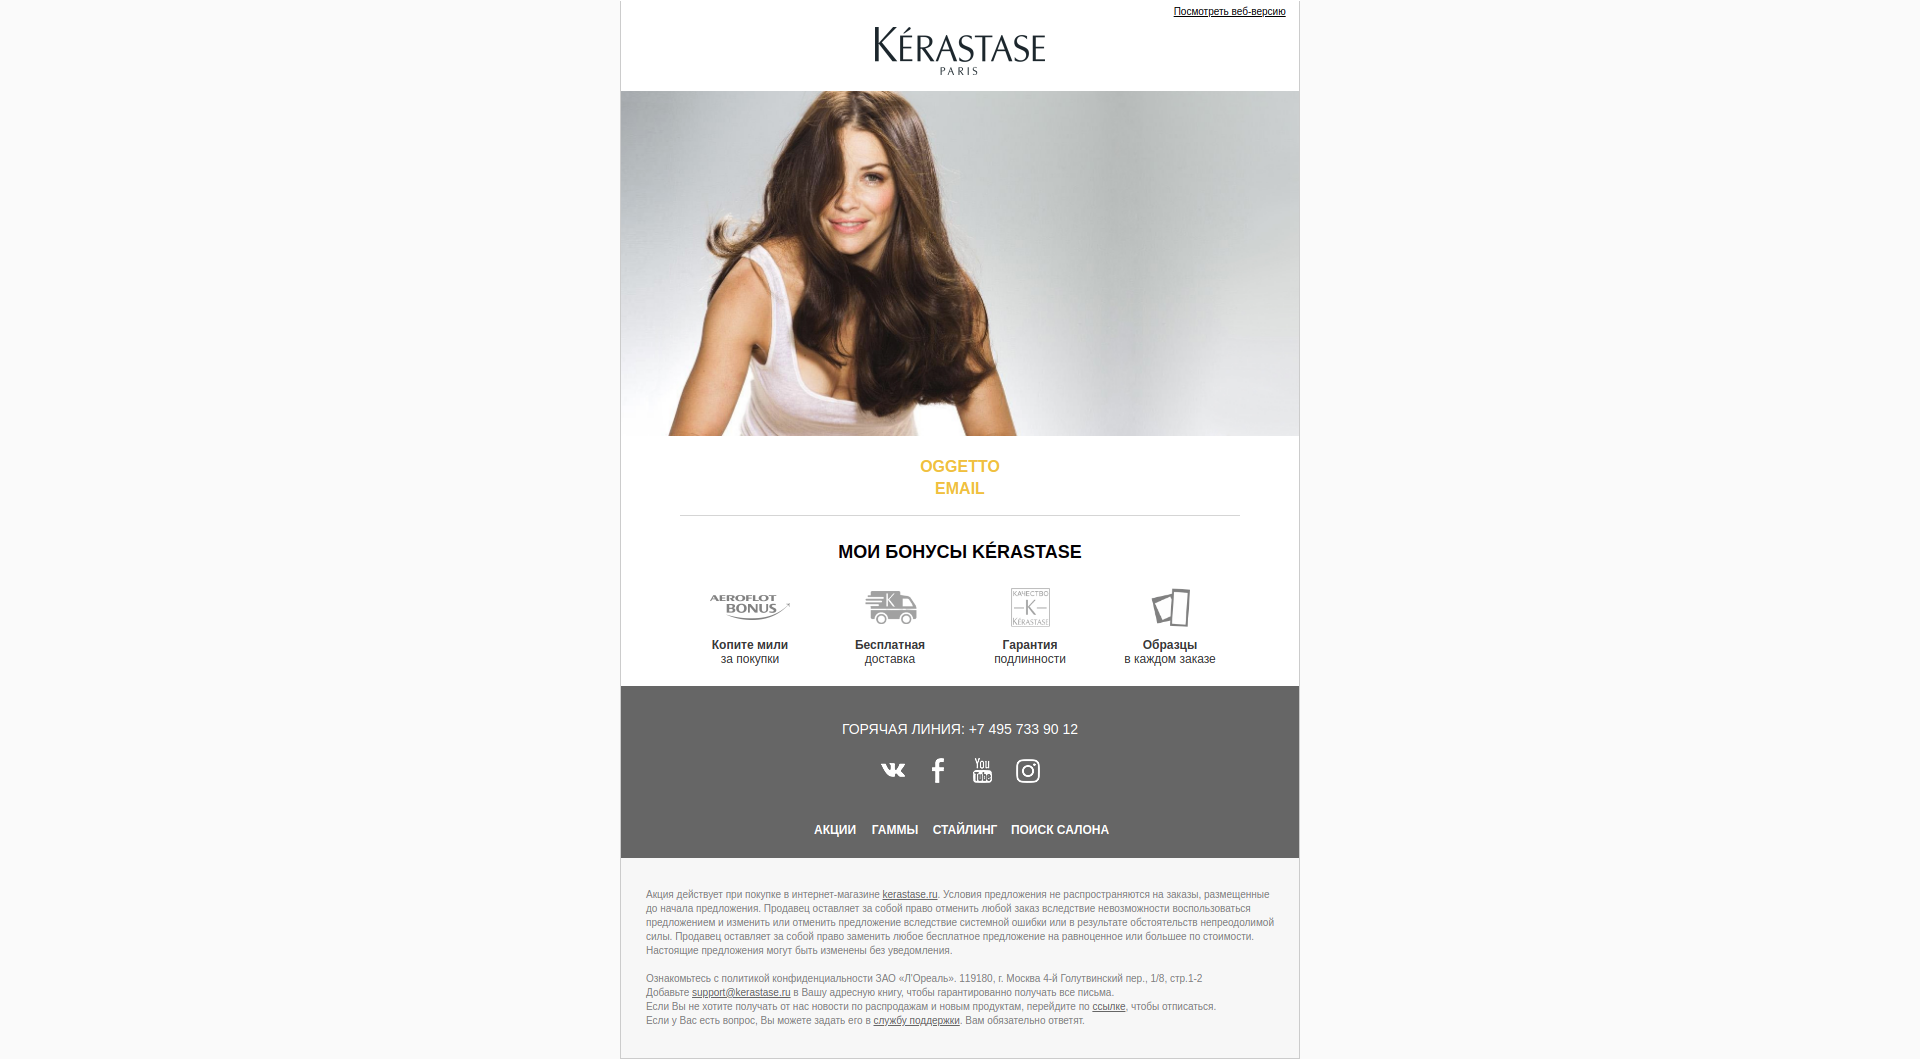 Посмотреть веб-версию
KÉRASTASE
PARIS
OGGETTO
EMAIL
МОИ БОНУСЫ KÉRASTASE
AEROFLOT
BONUS
K
КАЧЕСТВО
K
KÉRASTASE
Копите мили
за покупки
Бесплатная
доставка
Гарантия
подлинности
Образцы
в каждом заказе
ГОРЯЧАЯ ЛИНИЯ: +7 495 733 90 12
You
Tube
АКЦИИ ГАММЫ СТАЙЛИНГ ПОИСК САЛОНА
Акция действует при покупке в интернет-магазине kerastase.ru. Условия предложения не распространяются на заказы, размещенные
до начала предложения. Продавец оставляет за собой право отменить любой заказ вследствие невозможности воспользоваться
предложением и изменить или отменить предложение вследствие системной ошибки или в результате обстоятельств непреодолимой
силы. Продавец оставляет за собой право заменить любое бесплатное предложение на равноценное или большее по стоимости.
Настоящие предложения могут быть изменены без уведомления.
Ознакомьтесь с политикой конфиденциальности ЗАО «Л'Ореаль». 119180, г. Москва 4-й Голутвинский пер., 1/8, стр.1-2
Добавьте support@kerastase.ru в Вашу адресную книгу, чтобы гарантированно получать все письма.
Если Вы не хотите получать от нас новости по распродажам и новым продуктам, перейдите по ссылке, чтобы отписаться.
Если у Вас есть вопрос, Вы можете задать его в службу поддержки. Вам обязательно ответят.